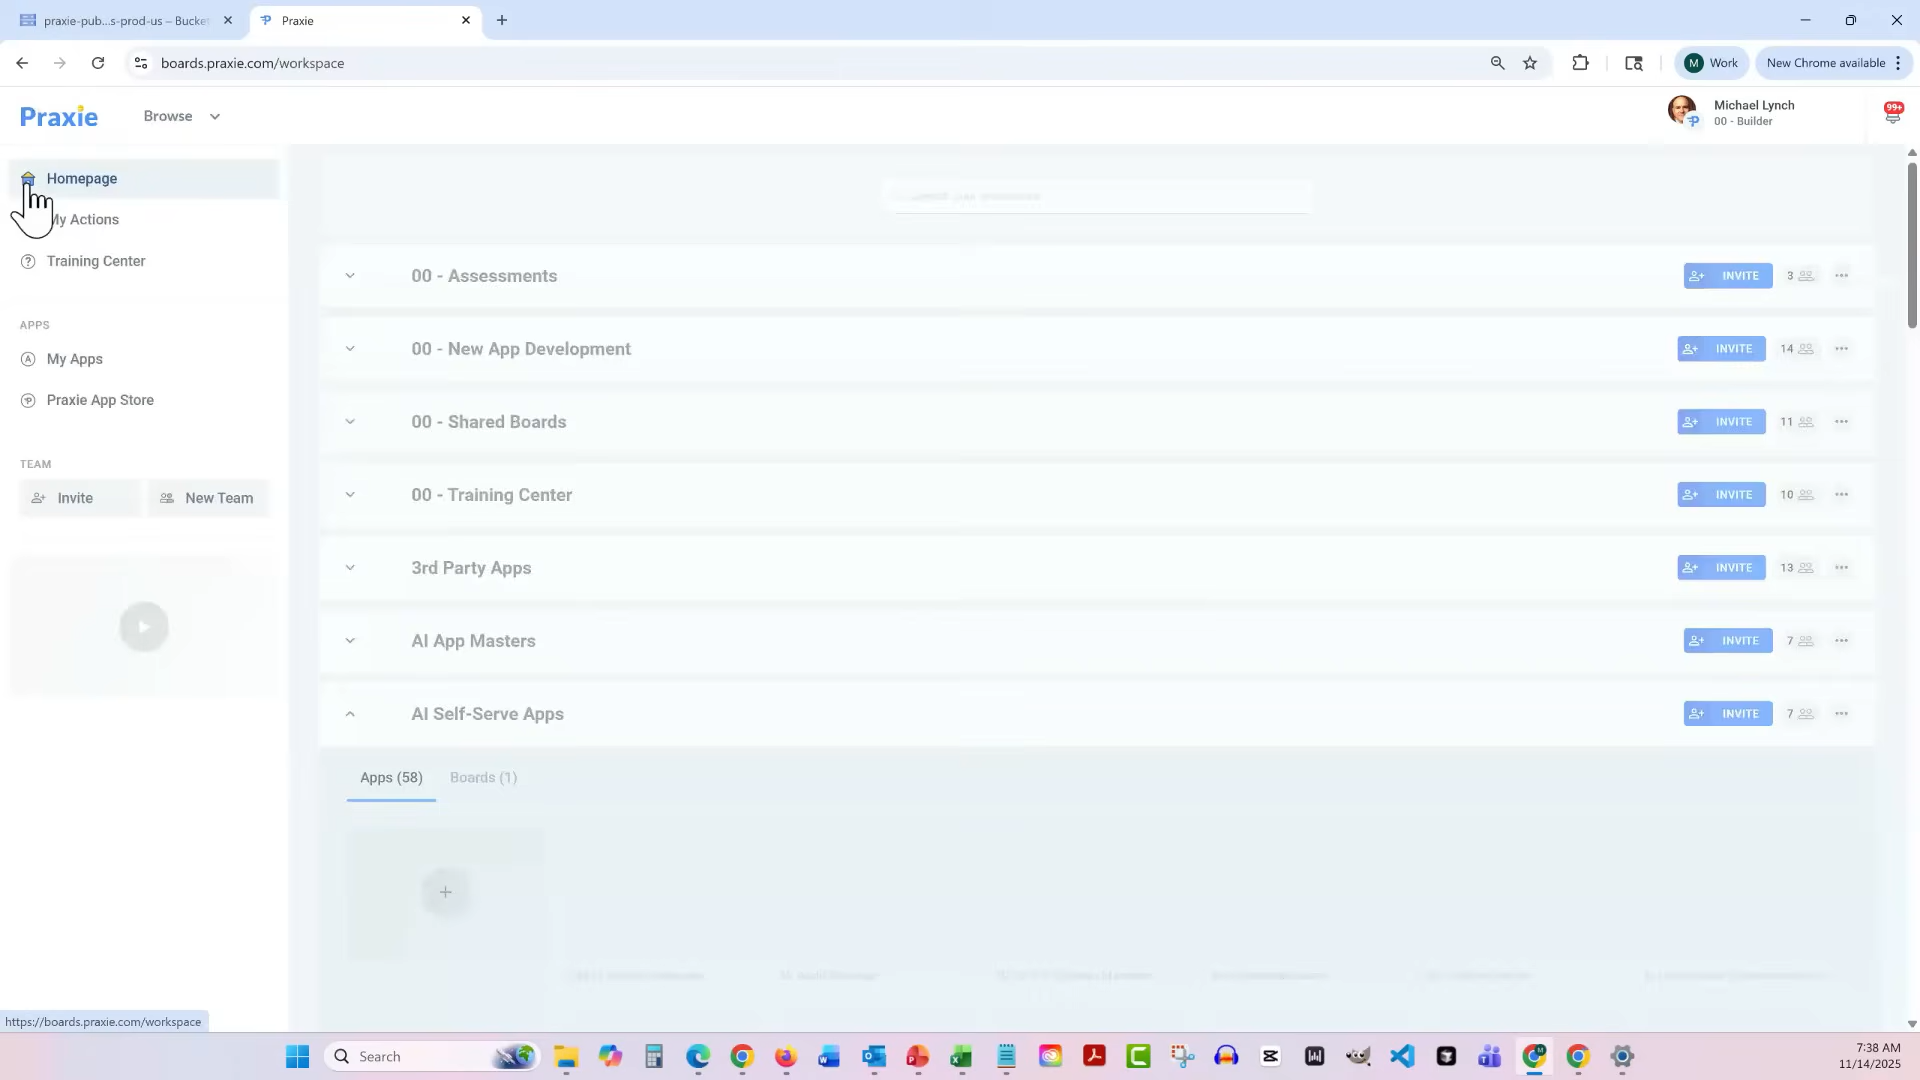 praxie-pub...s-prod-us – Bucket
Praxie
boards.praxie.com/workspace
M Work
New Chrome available
Praxie
Browse
Michael Lynch
00 - Builder
99+
Homepage
My Actions
Training Center
APPS
My Apps
Praxie App Store
TEAM
Invite
New Team
00 - Assessments
INVITE 3
00 - New App Development
INVITE 14
00 - Shared Boards
INVITE 11
00 - Training Center
INVITE 10
3rd Party Apps
INVITE 13
AI App Masters
INVITE 7
AI Self-Serve Apps
INVITE 7
Apps (58) Boards (1)
https://boards.praxie.com/workspace
Search
7:38 AM
11/14/2025